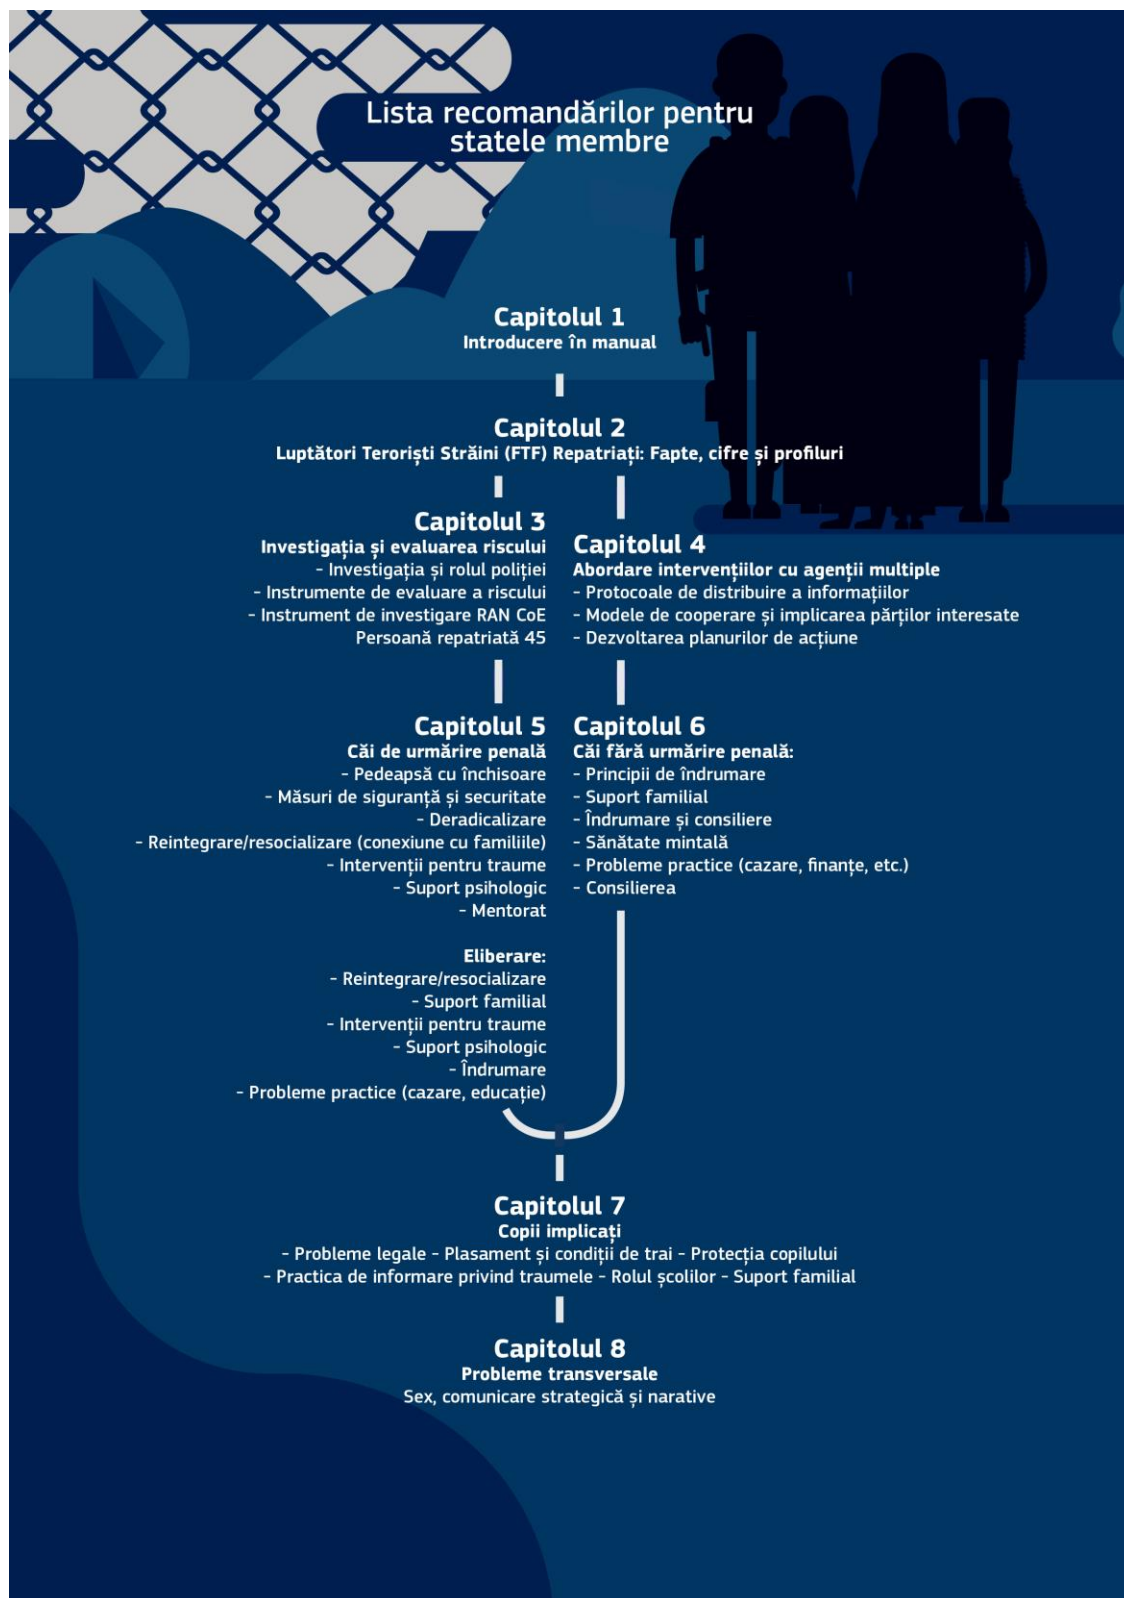 Lista recomandărilor pentru
statele membre
Capitolul 1
Introducere în manual
Capitolul 2
Luptători Teroriști Străini (FTF) Repatriați: Fapte, cifre și profiluri
Capitolul 3
Investigația și evaluarea riscului
- Investigația și rolul poliției
- Instrumente de evaluare a riscului
- Instrument de investigare RAN CoE
Persoană repatriată 45
Capitolul 4
Abordare intervențiilor cu agenții multiple
- Protocoale de distribuire a informațiilor
- Modele de cooperare și implicarea părților interesate
- Dezvoltarea planurilor de acțiune
Capitolul 5
Căi de urmărire penală
- Pedeapsă cu închisoare
- Măsuri de siguranță și securitate
- Deradicalizare
- Reintegrare/resocializare (conexiune cu familiile)
- Intervenții pentru traume
- Suport psihologic
- Mentorat
Eliberare:
- Reintegrare/resocializare
- Suport familial
- Intervenții pentru traume
- Suport psihologic
- Îndrumare
- Probleme practice (cazare, educație)
Capitolul 6
Căi fără urmărire penală:
- Principii de îndrumare
- Suport familial
- Îndrumare și consiliere
- Sănătate mintală
- Probleme practice (cazare, finanțe, etc.)
- Consilierea
Capitolul 7
Copii implicați
- Probleme legale - Plasament și condiții de trai - Protecția copilului
- Practica de informare privind traumele - Rolul școlilor - Suport familial
Capitolul 8
Probleme transversale
Sex, comunicare strategică și narative